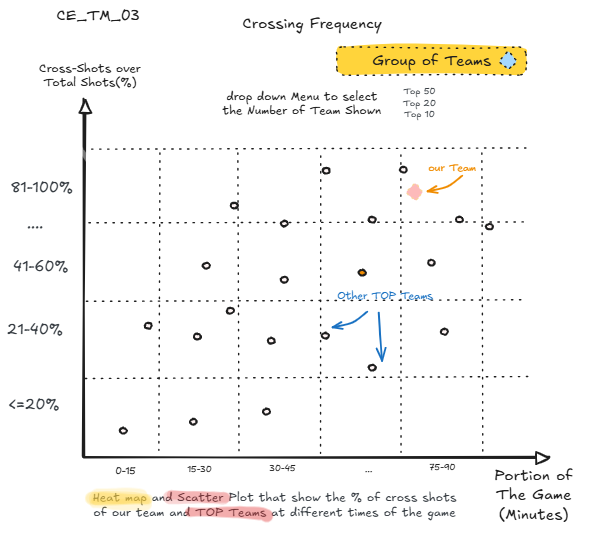 CE_TM_03
Crossing Frequency
Group of Teams
Cross-Shots over
Total Shots(%)
drop down Menu to select
the Number of Team Shown
Top 50
Top 20
Top 10
our Team
81-100%
....
41-60%
Other TOP Teams
21-40%
<=20%
0-15
15-30
30-45
...
75-90
Portion of
The Game
(Minutes)
Heat map and Scatter Plot that show the % of cross shots
of our team and TOP Teams at different times of the game